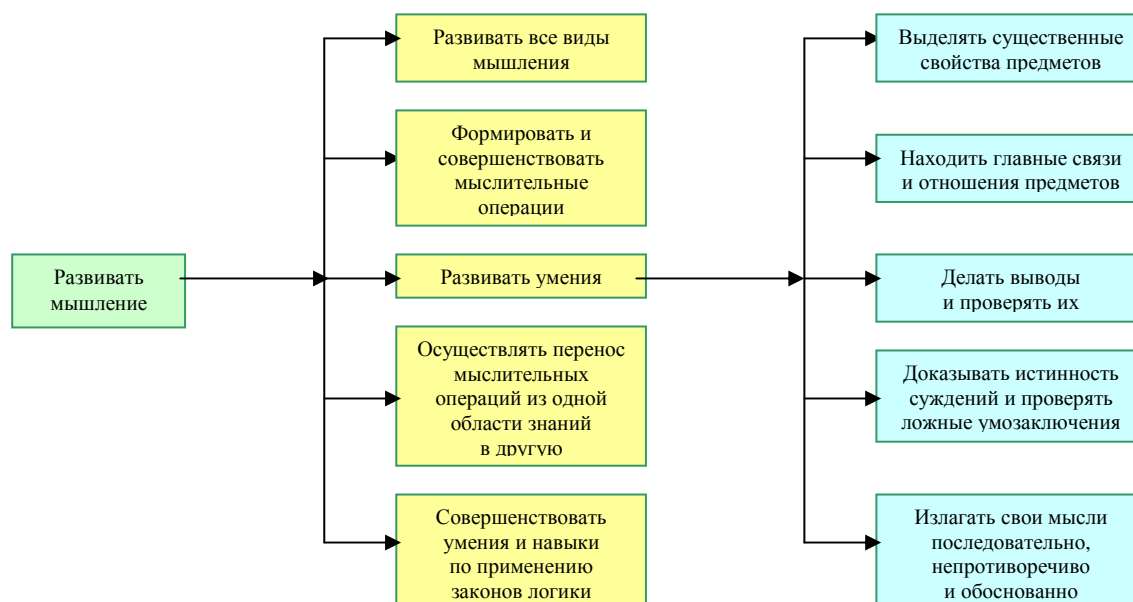 Развивать
мышление
Развивать все виды
мышления
Формировать и
совершенствовать
мыслительные
операции
Развивать умения
Осуществлять перенос
мыслительных
операций из одной
области знаний
в другую
Совершенствовать
умения и навыки
по применению
законов логики
Выделять существенные
свойства предметов
Находить главные связи
и отношения предметов
Делать выводы
и проверять их
Доказывать истинность
суждений и проверять
ложные умозаключения
Излагать свои мысли
последовательно,
непротиворечиво
и обоснованно